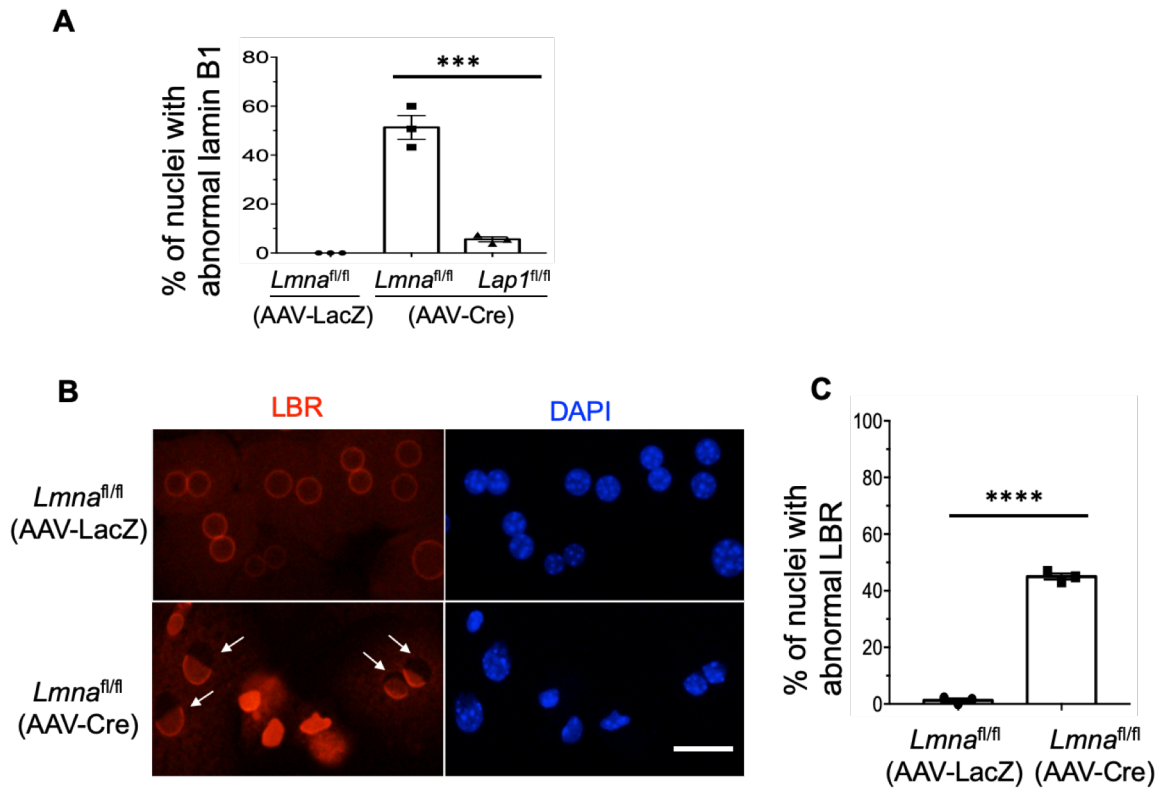 A
% of nuclei with
abnormal lamin B1
80
60
40
20
0
***
Lmnafl/fl
Lmnafl/fl
Lap1fl/fl
(AAV-LacZ)
(AAV-Cre)
B
LBR
DAPI
Lmnafl/fl
(AAV-LacZ)
Lmnafl/fl
(AAV-Cre)
C
% of nuclei with
abnormal LBR
100
80
60
40
20
0
****
Lmnafl/fl
(AAV-LacZ)
Lmnafl/fl
(AAV-Cre)